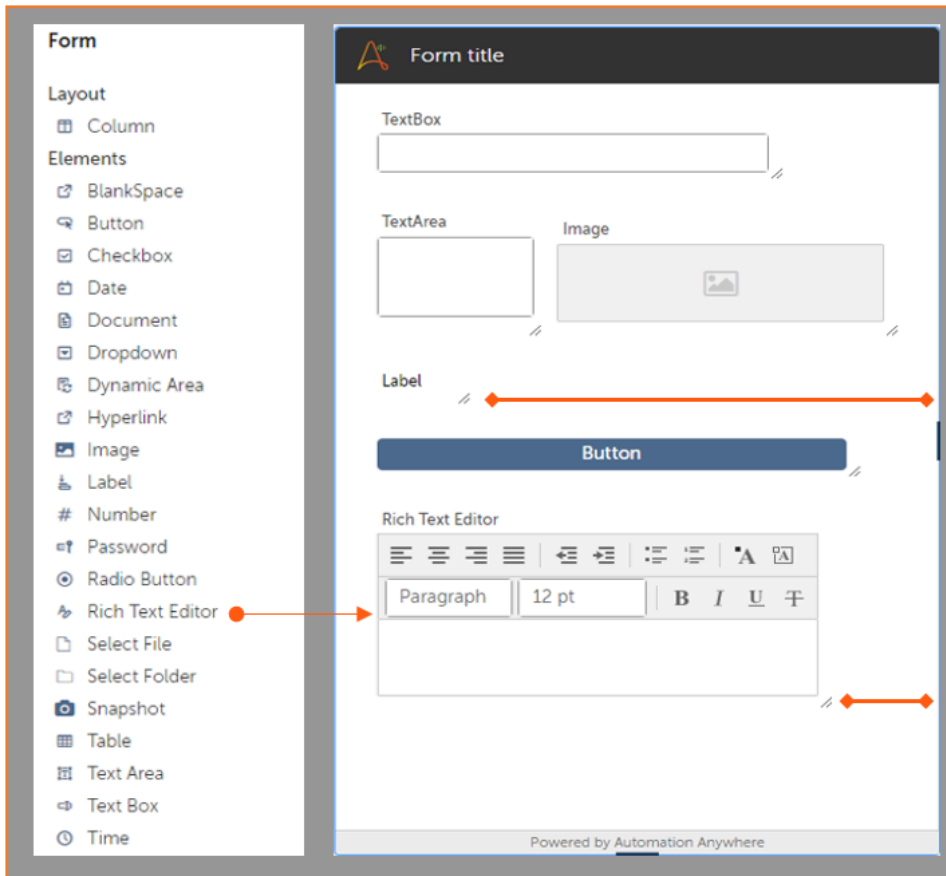 Form
Layout
Column
Elements
BlankSpace
Button
Checkbox
Date
Document
Dropdown
Dynamic Area
Hyperlink
Image
Label
Number
Password
Radio Button
Rich Text Editor
Select File
Select Folder
Snapshot
Table
Text Area
Text Box
Time
Form title
TextBox
TextArea
Image
Label
Button
Rich Text Editor
A A
Paragraph 12 pt B I U T
Powered by Automation Anywhere